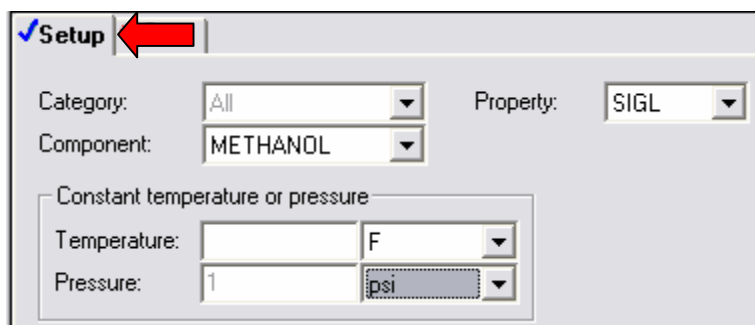 Setup
Category: All Property: SIGL
Component: METHANOL
Constant temperature or pressure
Temperature: F
Pressure: 1 psi